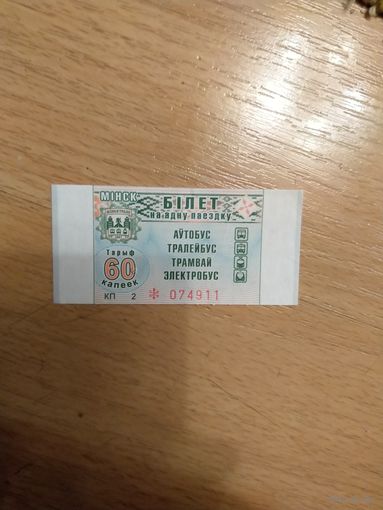 МІНСК
БІЛЕТ
на адну паездку
АЎТОБУС
ТРАЛЕЙБУС
ТРАМВАЙ
ЭЛЕКТРОБУС
Тарыф
60
капеек
КП 2 * 074911